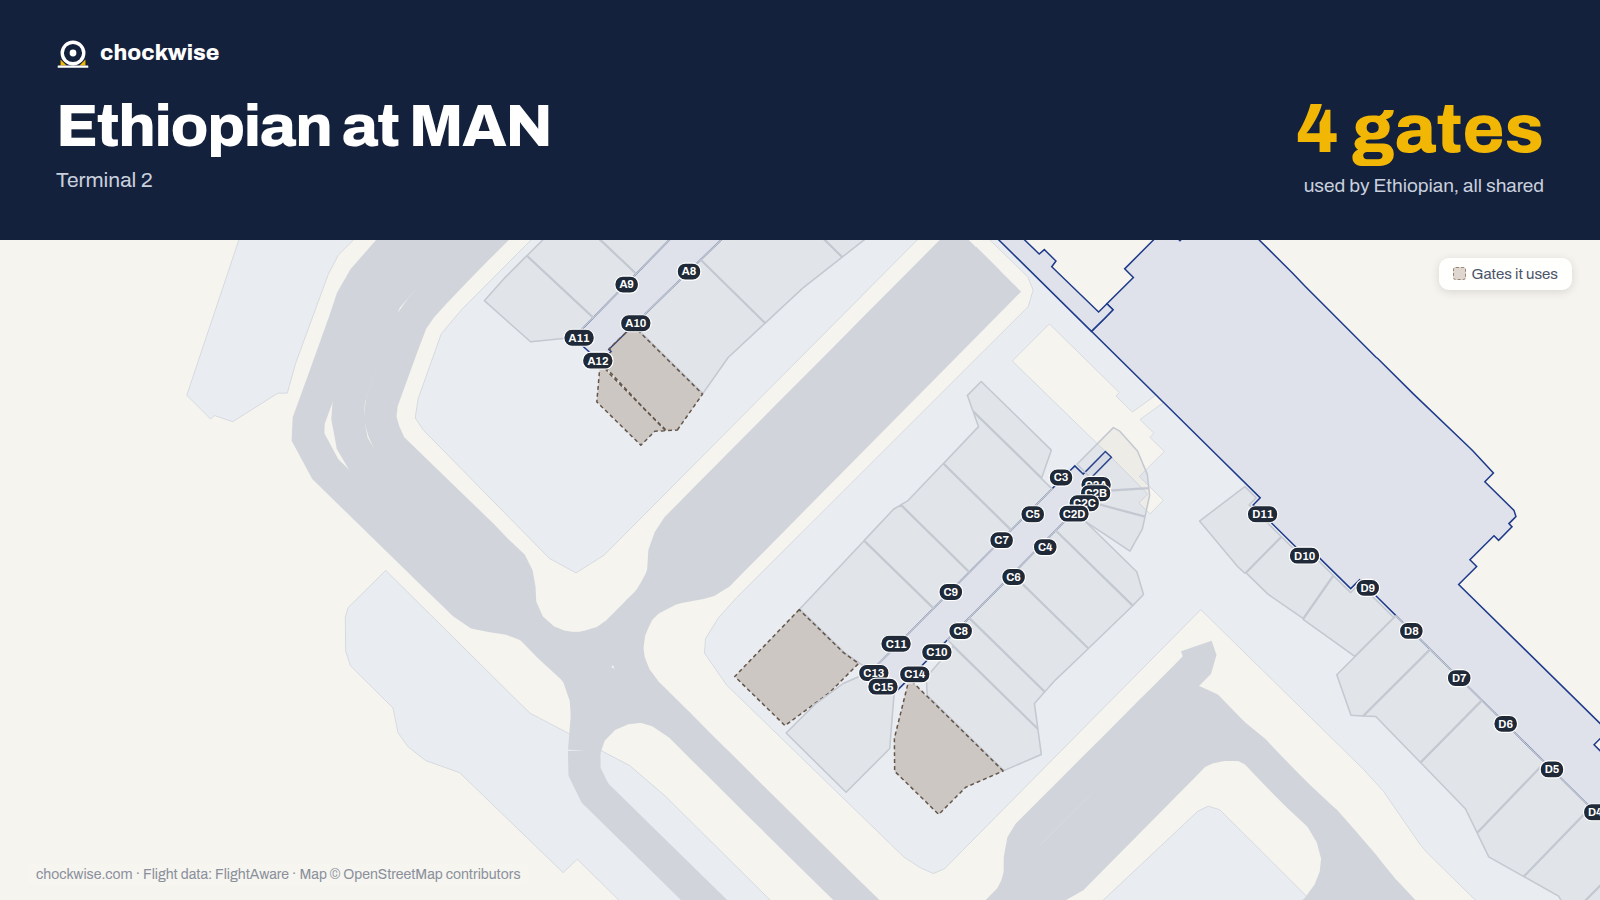 chockwise
Ethiopian at MAN
Terminal 2
4 gates
used by Ethiopian, all shared
Gates it uses
A8
A9
A10
A11
A12
C3
C2A
C2B
C2C
C2D
C5
C7
C4
C6
C9
C8
C11
C10
C13
C14
C15
D11
D10
D9
D8
D7
D6
D5
D4
chockwise.com · Flight data: FlightAware · Map © OpenStreetMap contributors